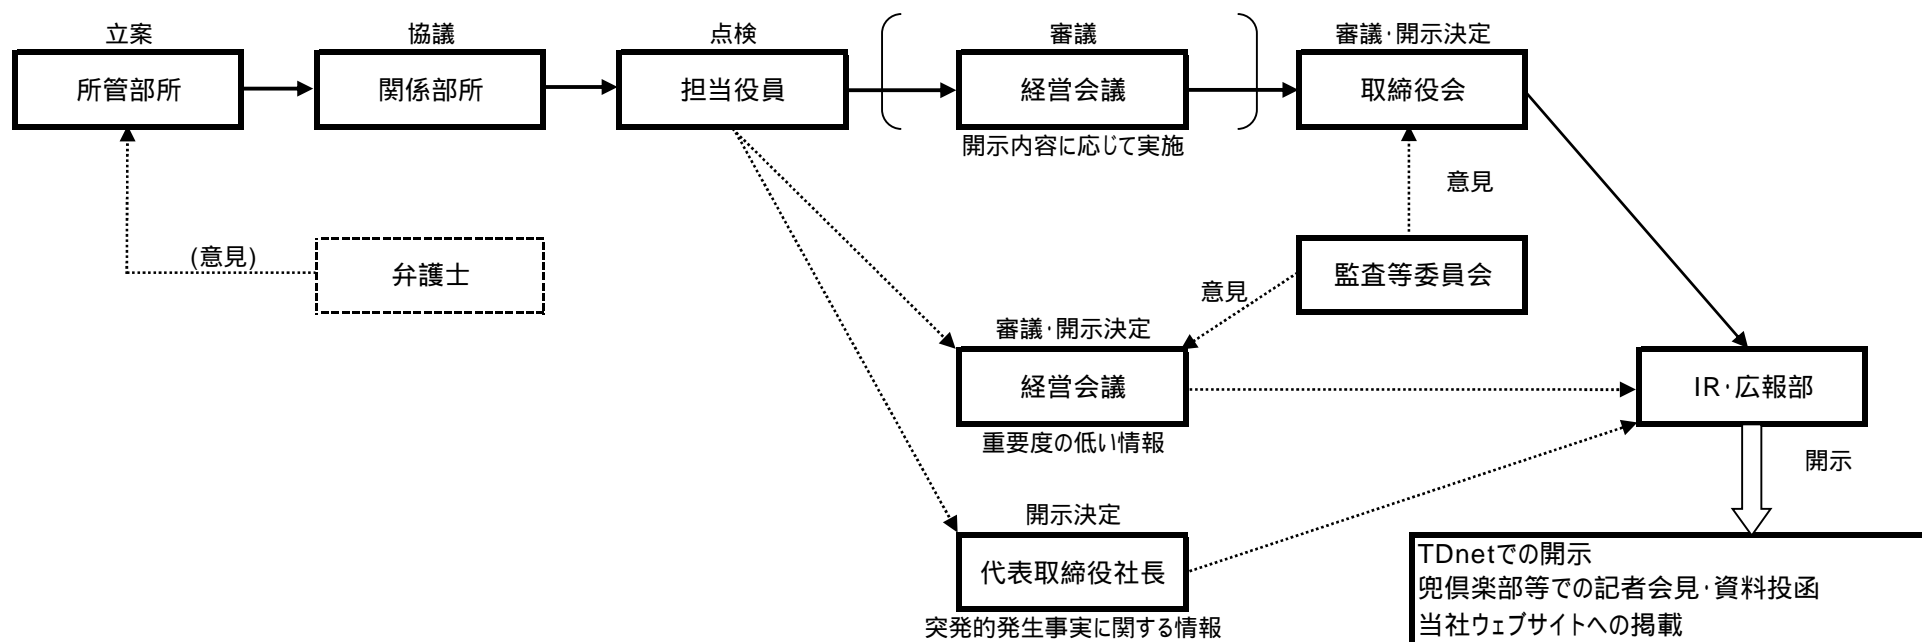 立案
所管部所
協議
関係部所
点検
担当役員
審議
経営会議
開示内容に応じて実施
審議・開示決定
取締役会
意見
(意見)
弁護士
監査等委員会
意見
審議・開示決定
経営会議
重要度の低い情報
IR・広報部
開示
開示決定
代表取締役社長
突発的発生事実に関する情報
TDnetでの開示
兜倶楽部等での記者会見・資料投函
当社ウェブサイトへの掲載